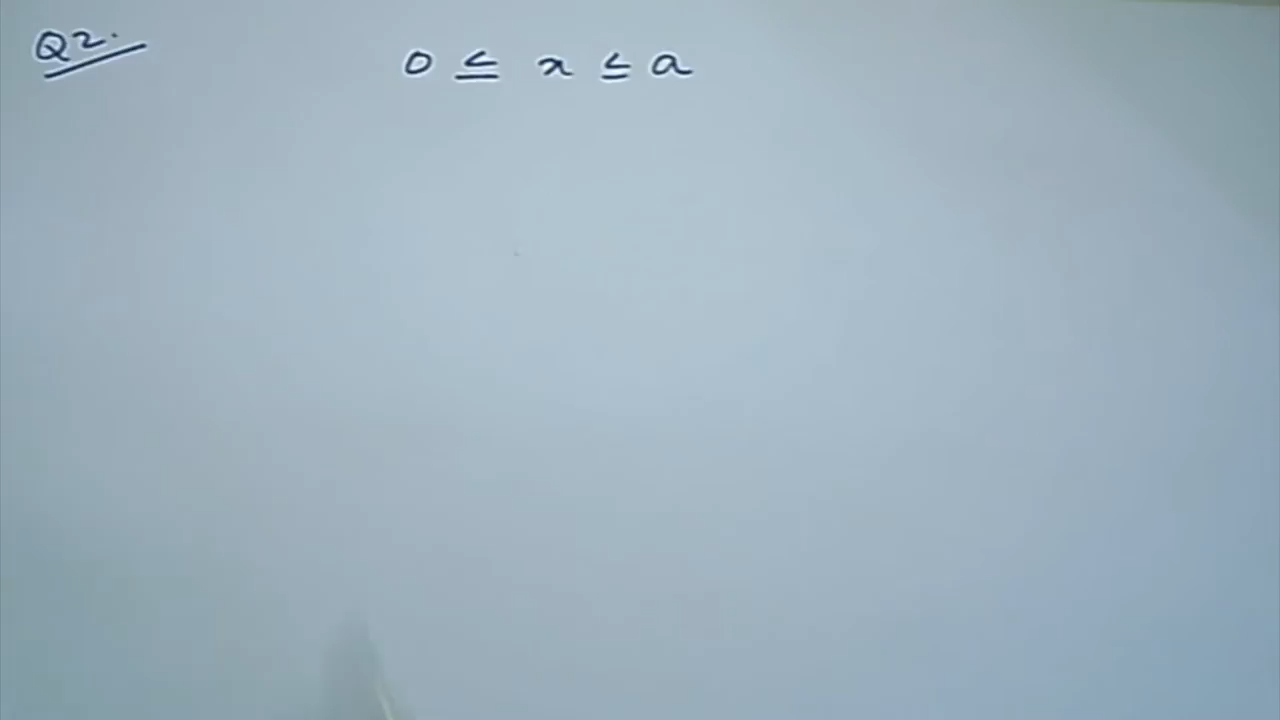 Q2.
0 ≤ x ≤ a